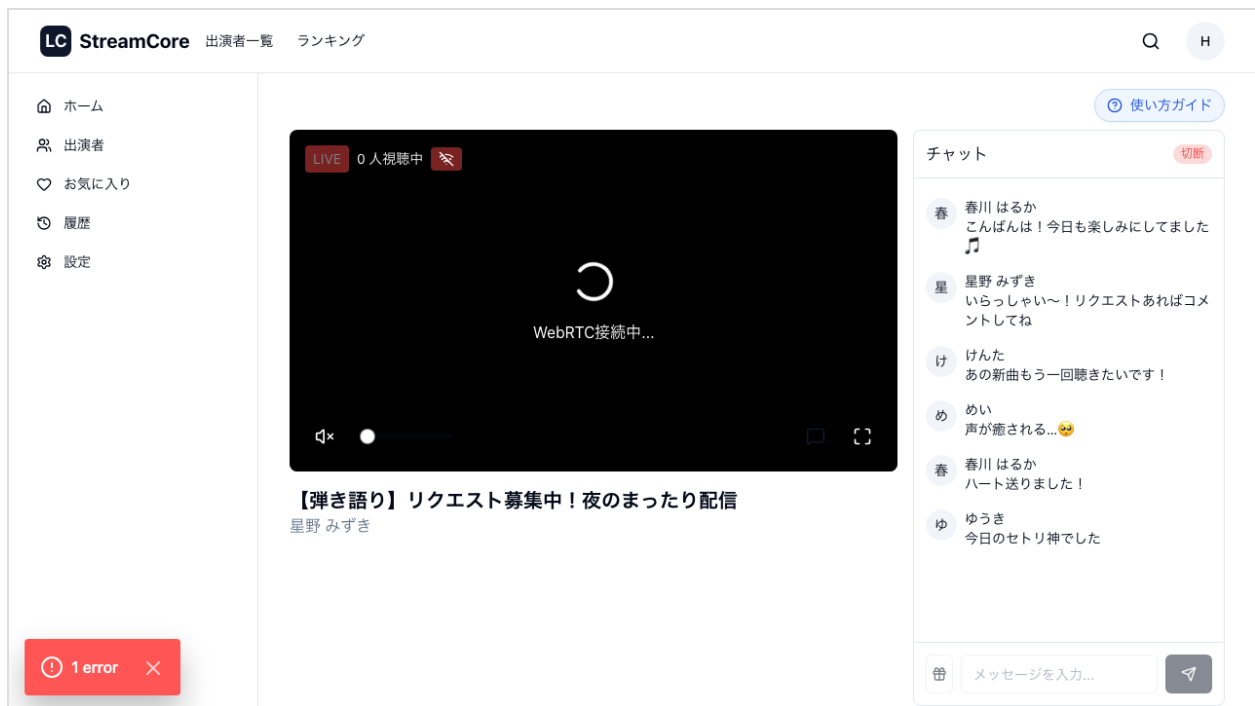 LC StreamCore 出演者一覧 ランキング H
ホーム
出演者
お気に入り
履歴
設定
使い方ガイド
LIVE 0 人視聴中
WebRTC接続中...
【弾き語り】リクエスト募集中！夜のまったり配信
星野 みずき
チャット 切断
春 春川 はるか
こんばんは！今日も楽しみにしてました
🎵
星 星野 みずき
いらっしゃい〜！リクエストあればコメ
ントしてね
け けんた
あの新曲もう一回聴きたいです！
め めい
声が癒される...🥺
春 春川 はるか
ハート送りました！
ゆ ゆうき
今日のセトリ神でした
メッセージを入力...
1 error